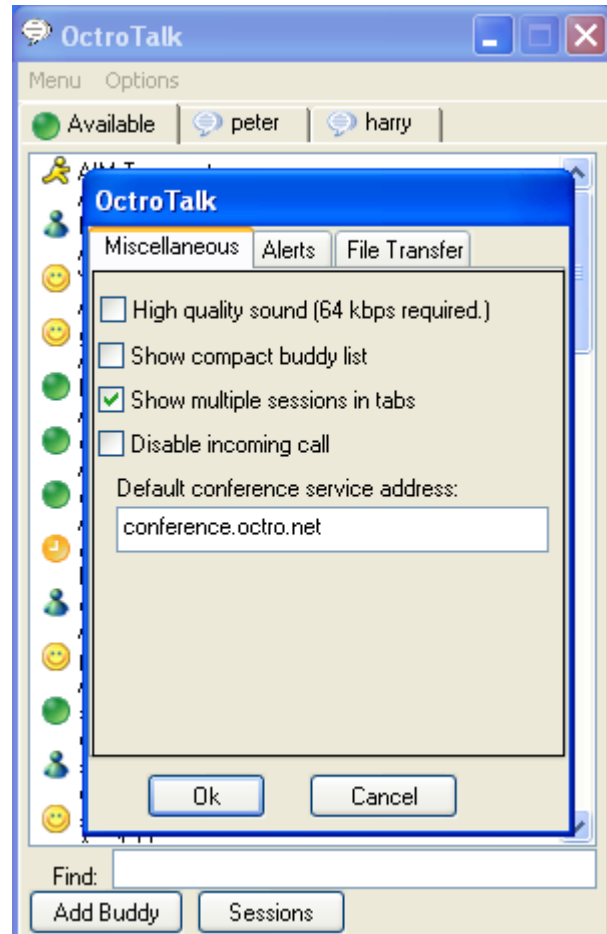 OctroTalk
Menu Options
Available peter harry
OctroTalk
Miscellaneous Alerts File Transfer
High quality sound (64 kbps required.)
Show compact buddy list
Show multiple sessions in tabs
Disable incoming call
Default conference service address:
conference.octro.net
Ok Cancel
Find:
Add Buddy Sessions